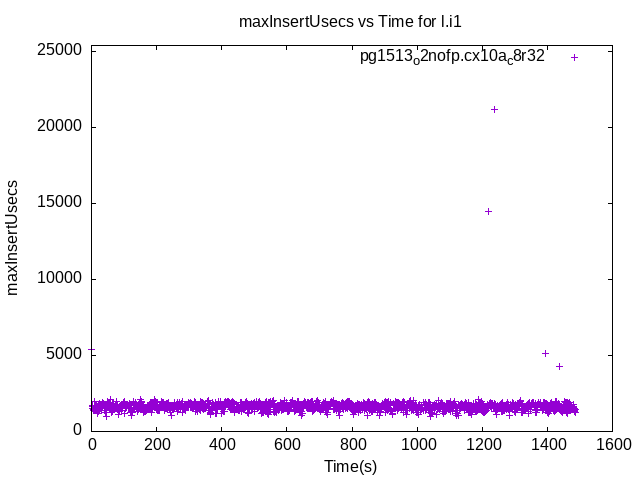 maxInsertUsecs vs Time for l.i1
pg1513o2nofp.cx10ac8r32
25000
20000
15000
10000
5000
0
maxInsertUsecs
0 200 400 600 800 1000 1200 1400 1600
Time(s)